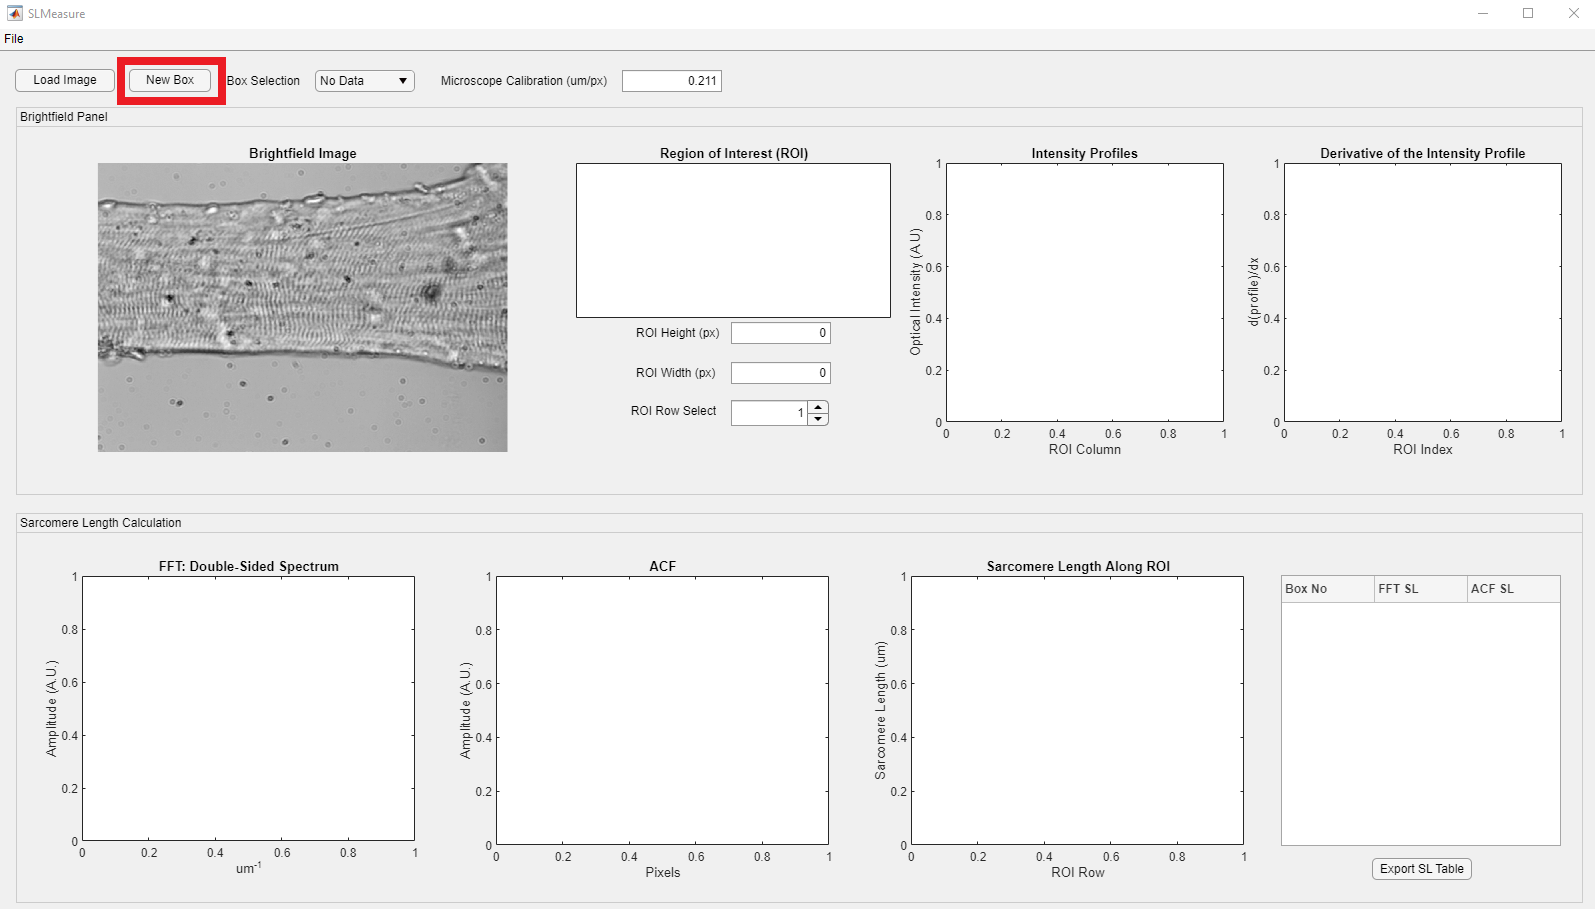 SLMeasure
File
Load Image
New Box
Box Selection
No Data
Microscope Calibration (um/px)
0.211
Brightfield Panel
Brightfield Image
Region of Interest (ROI)
ROI Height (px)
0
ROI Width (px)
0
ROI Row Select
1
Intensity Profiles
Optical Intensity (A.U)
1
0.8
0.6
0.4
0.2
0
0 0.2 0.4 0.6 0.8 1
ROI Column
Derivative of the Intensity Profile
d(profile)/dx
1
0.8
0.6
0.4
0.2
0
0 0.2 0.4 0.6 0.8 1
ROI Index
Sarcomere Length Calculation
FFT: Double-Sided Spectrum
Amplitude (A.U.)
1
0.8
0.6
0.4
0.2
0
0 0.2 0.4 0.6 0.8 1
um-1
ACF
Amplitude (A.U.)
1
0.8
0.6
0.4
0.2
0
0 0.2 0.4 0.6 0.8 1
Pixels
Sarcomere Length Along ROI
Sarcomere Length (um)
1
0.8
0.6
0.4
0.2
0
0 0.2 0.4 0.6 0.8 1
ROI Row
Box No FFT SL ACF SL
Export SL Table